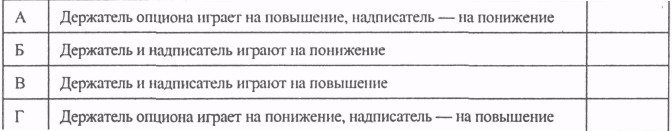 А Держатель опциона играет на повышение, надписатель — на понижение
Б Держатель и надписатель играют на понижение
В Держатель и надписатель играют на повышение
Г Держатель опциона играет на понижение, надписатель — на повышение